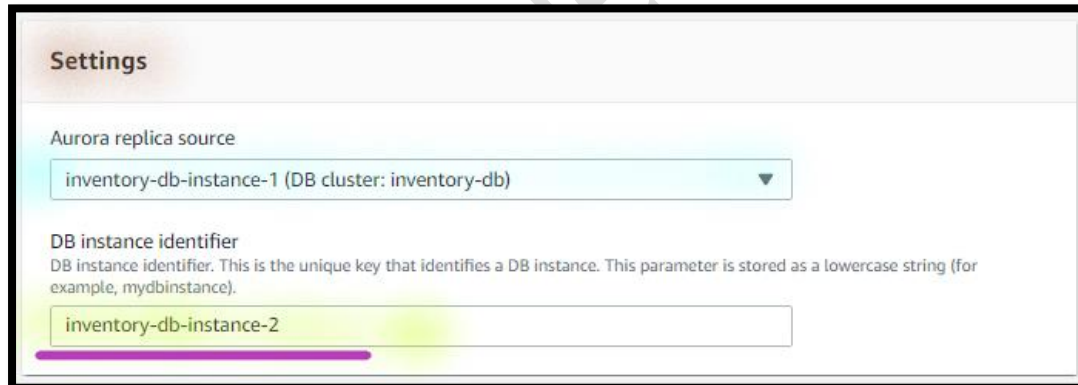 Settings
Aurora replica source
inventory-db-instance-1 (DB cluster: inventory-db)
DB instance identifier
DB instance identifier. This is the unique key that identifies a DB instance. This parameter is stored as a lowercase string (for
example, mydbinstance).
inventory-db-instance-2